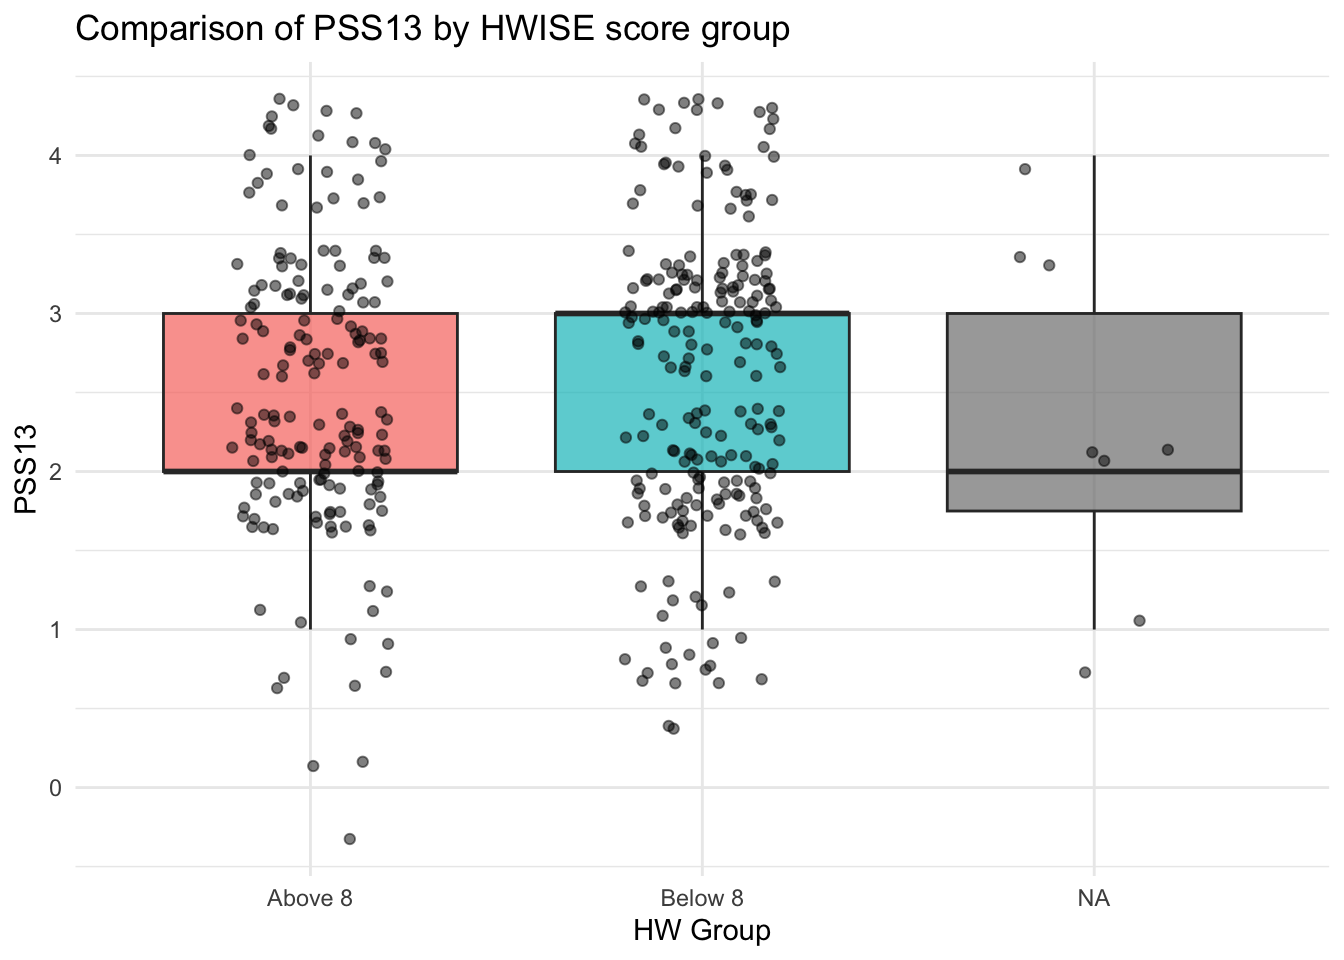 Comparison of PSS13 by HWISE score group
PSS13
4
3
2
1
0
Above 8
Below 8
NA
HW Group